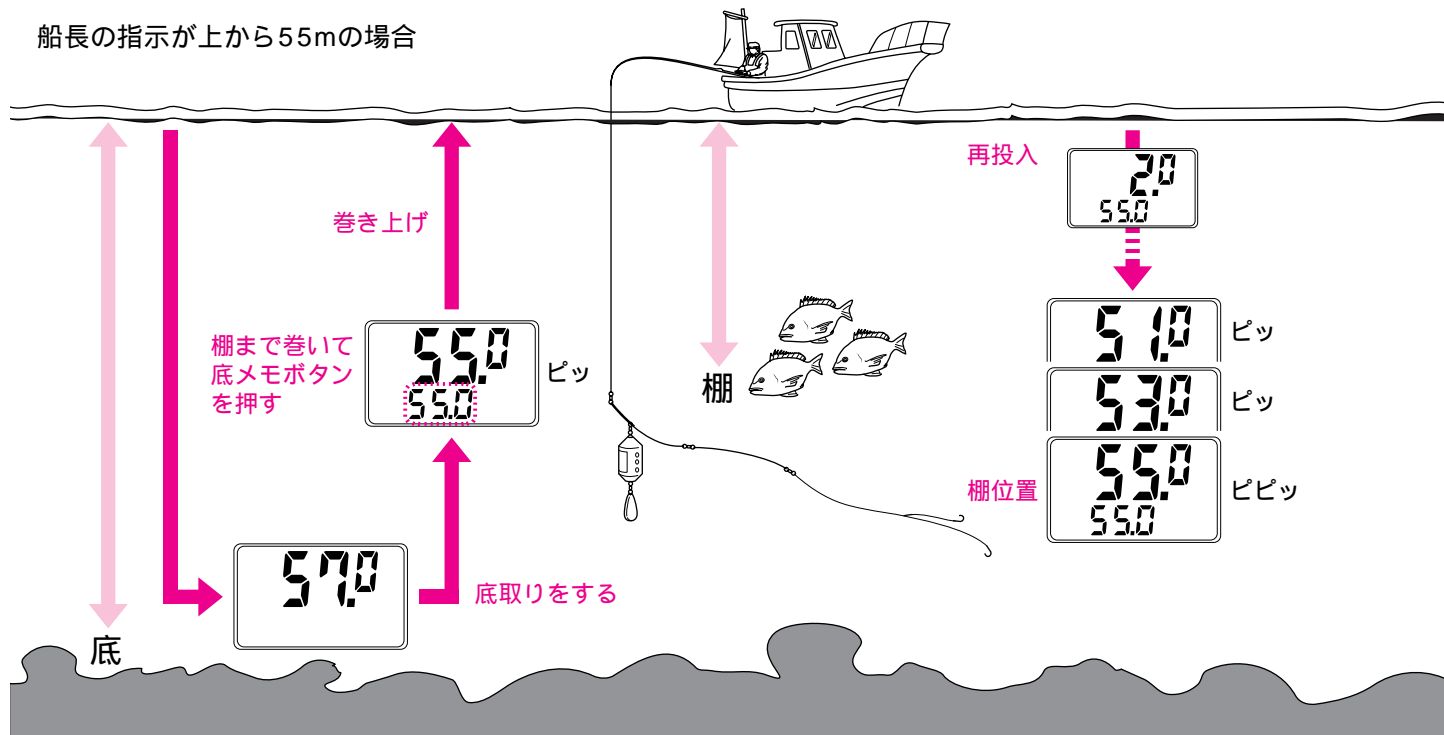 船長の指示が上から55mの場合
巻き上げ
棚まで巻いて
底メモボタン
を押す
55.0
55.0
ピッ
57.0
底取りをする
底
棚
再投入
2.0
55.0
51.0
ピッ
53.0
ピッ
棚位置
55.0
55.0
ピピッ